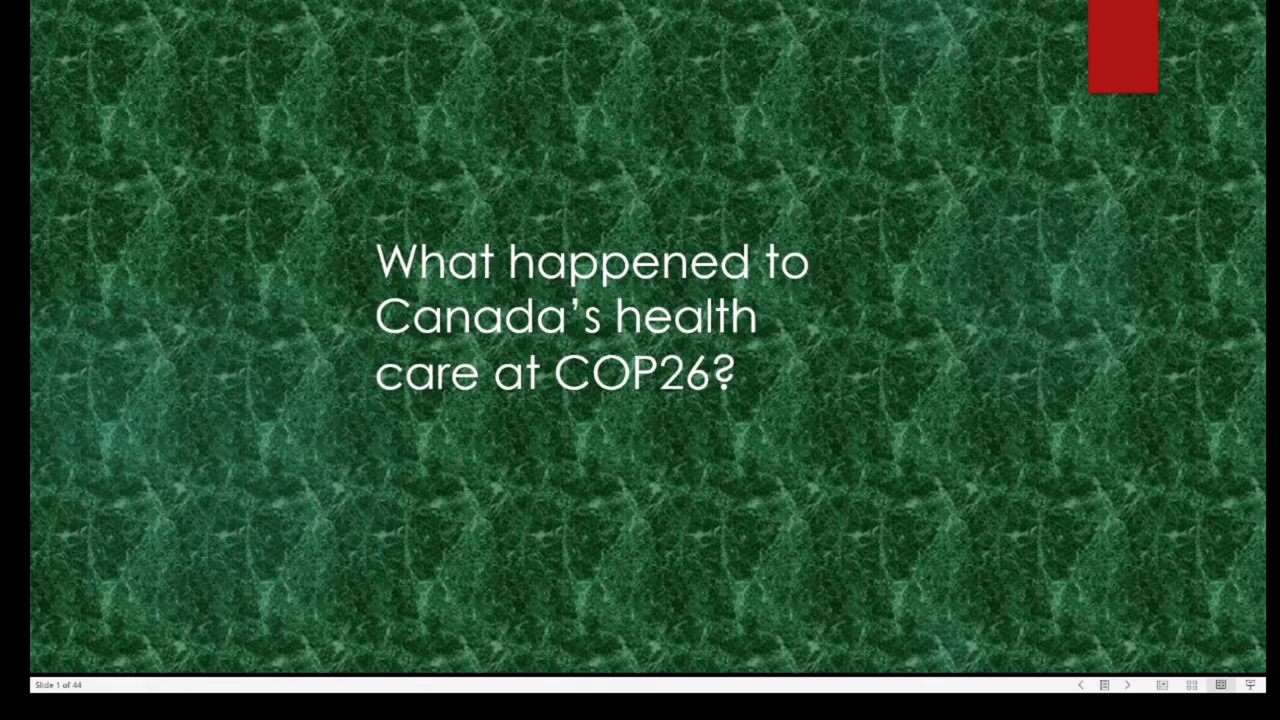 What happened to
Canada’s health
care at COP26?
Slide 1 of 44